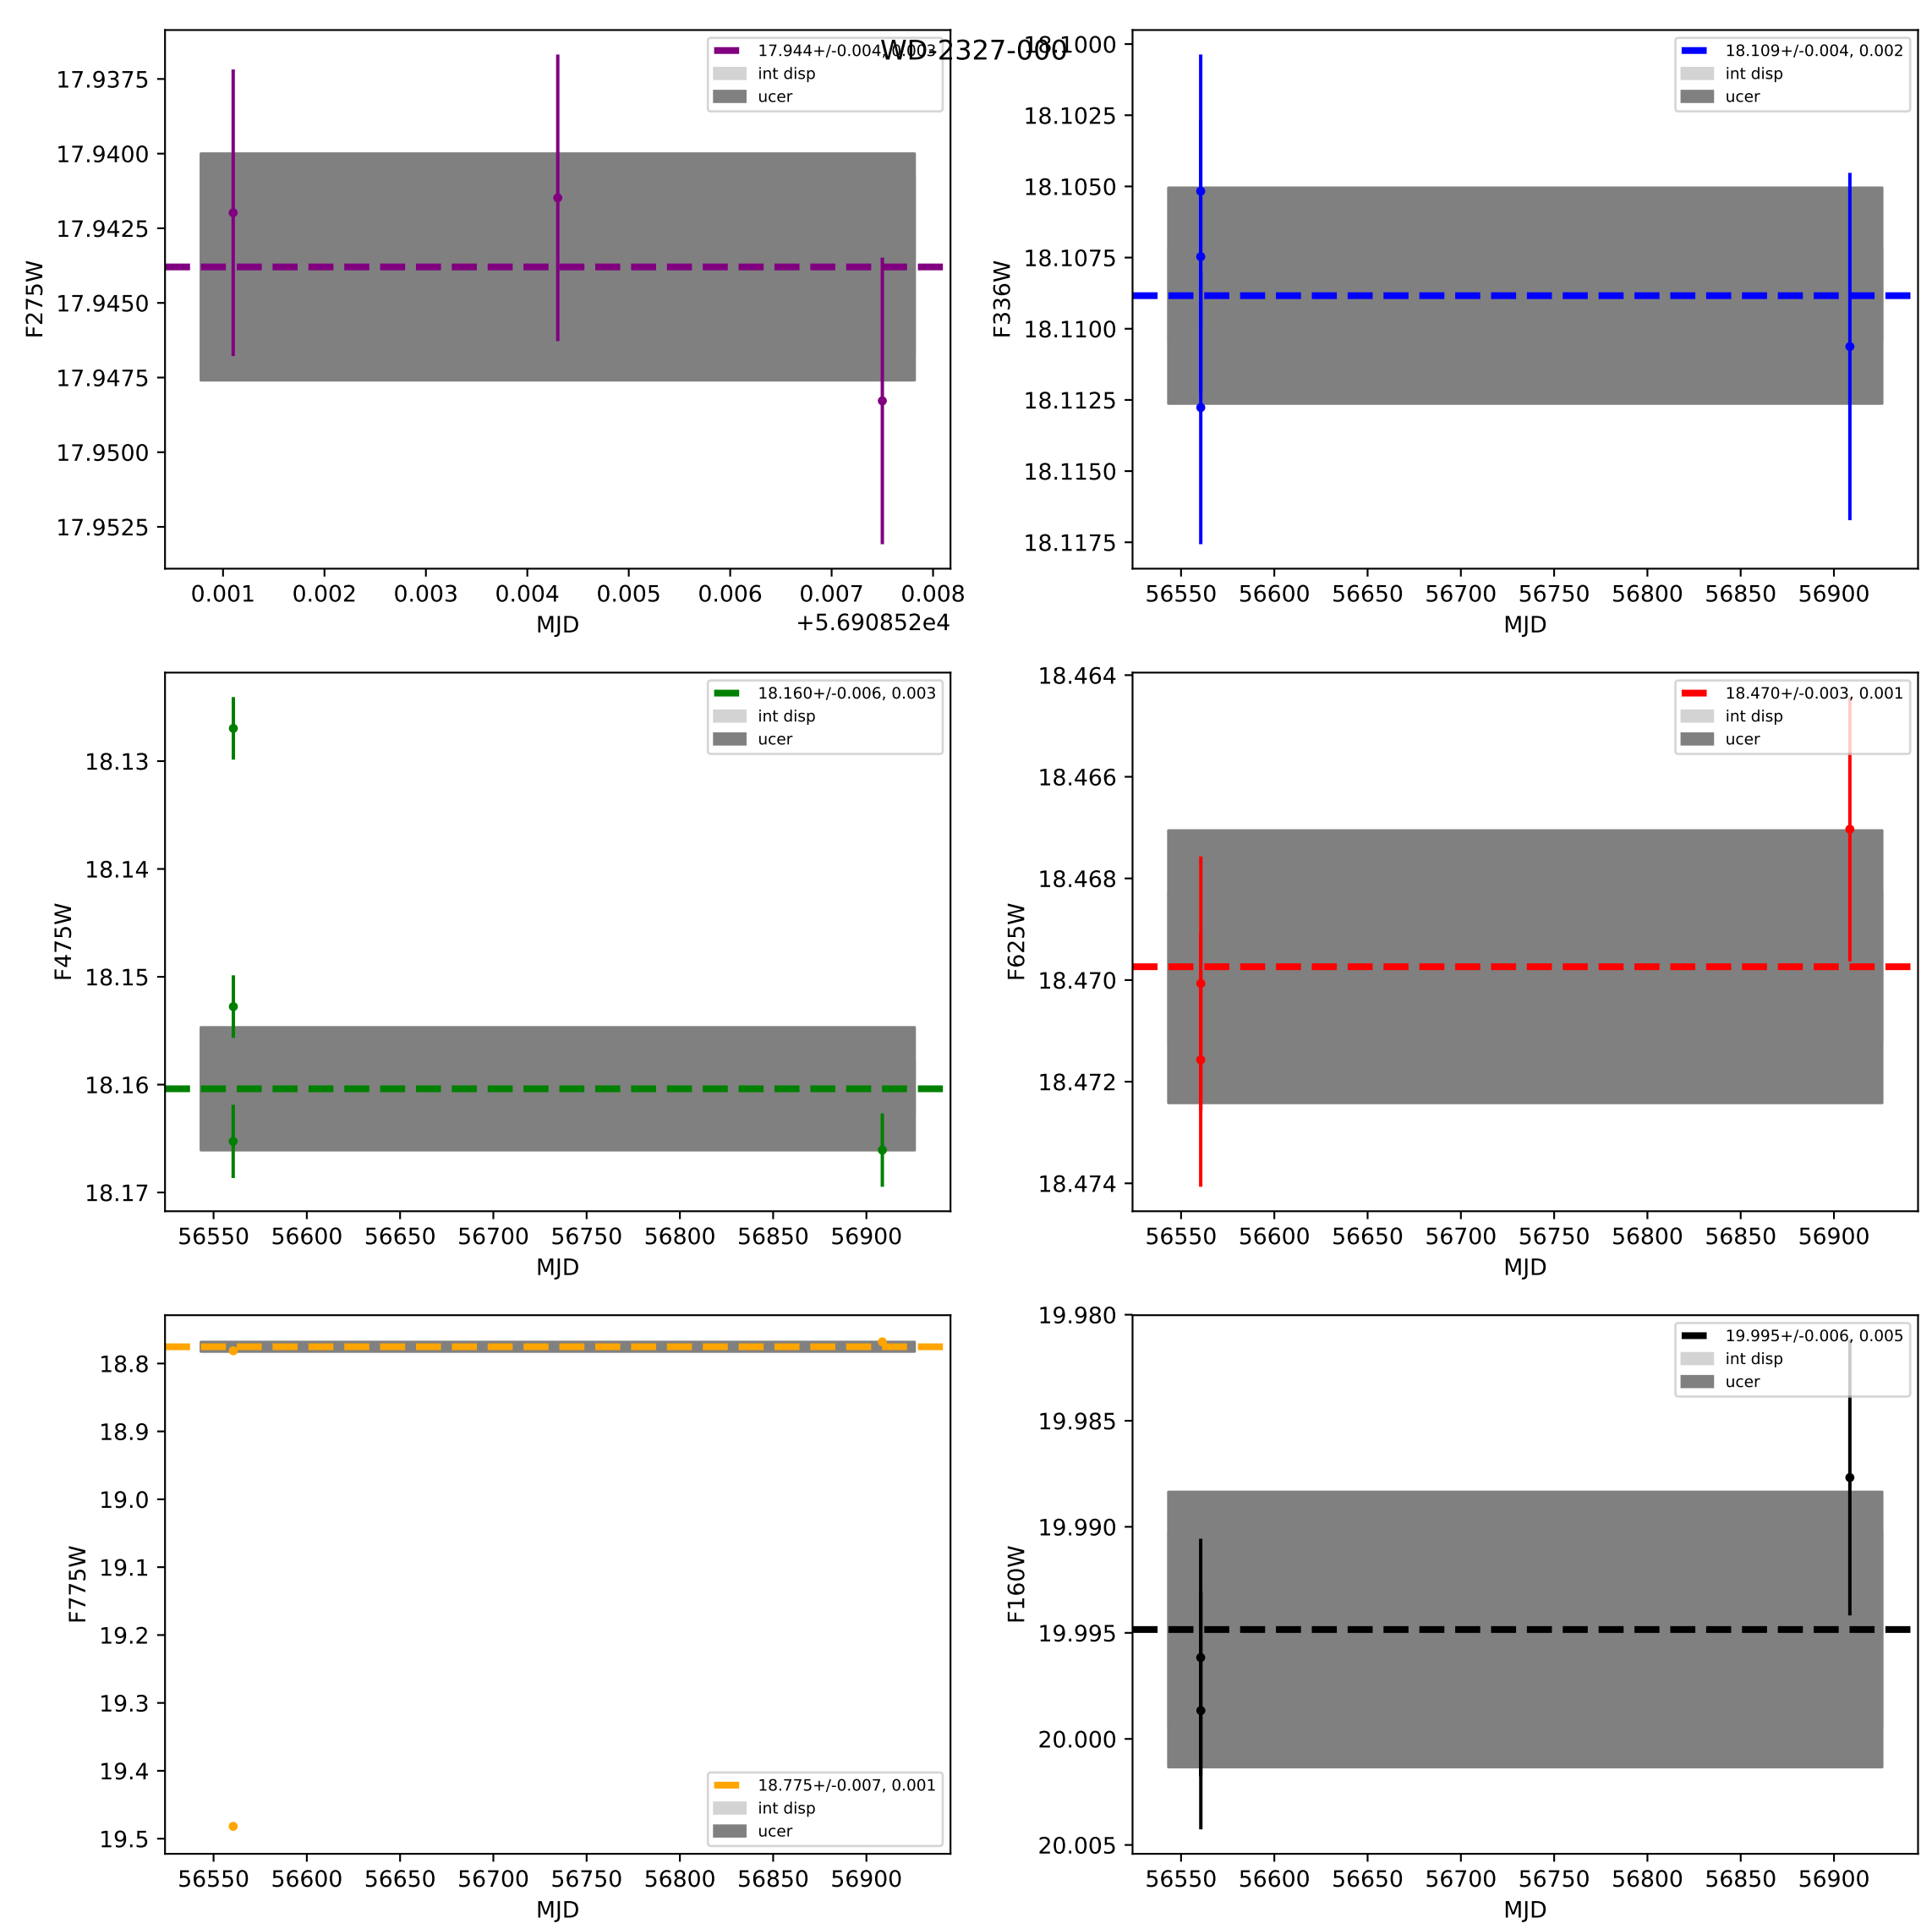 WD-2327-000
17.9375
17.9400
17.9425
17.9450
17.9475
17.9500
17.9525
F275W
17.944+/-0.004, 0.003
int disp
ucer
0.001 0.002 0.003 0.004 0.005 0.006 0.007 0.008
+5.690852e4
MJD
18.1000
18.1025
18.1050
18.1075
18.1100
18.1125
18.1150
18.1175
F336W
18.109+/-0.004, 0.002
int disp
ucer
56550 56600 56650 56700 56750 56800 56850 56900
MJD
18.13
18.14
18.15
18.16
18.17
F475W
18.160+/-0.006, 0.003
int disp
ucer
56550 56600 56650 56700 56750 56800 56850 56900
MJD
18.464
18.466
18.468
18.470
18.472
18.474
F625W
18.470+/-0.003, 0.001
int disp
ucer
56550 56600 56650 56700 56750 56800 56850 56900
MJD
18.8
18.9
19.0
19.1
19.2
19.3
19.4
19.5
F775W
18.775+/-0.007, 0.001
int disp
ucer
56550 56600 56650 56700 56750 56800 56850 56900
MJD
19.980
19.985
19.990
19.995
20.000
20.005
F160W
19.995+/-0.006, 0.005
int disp
ucer
56550 56600 56650 56700 56750 56800 56850 56900
MJD